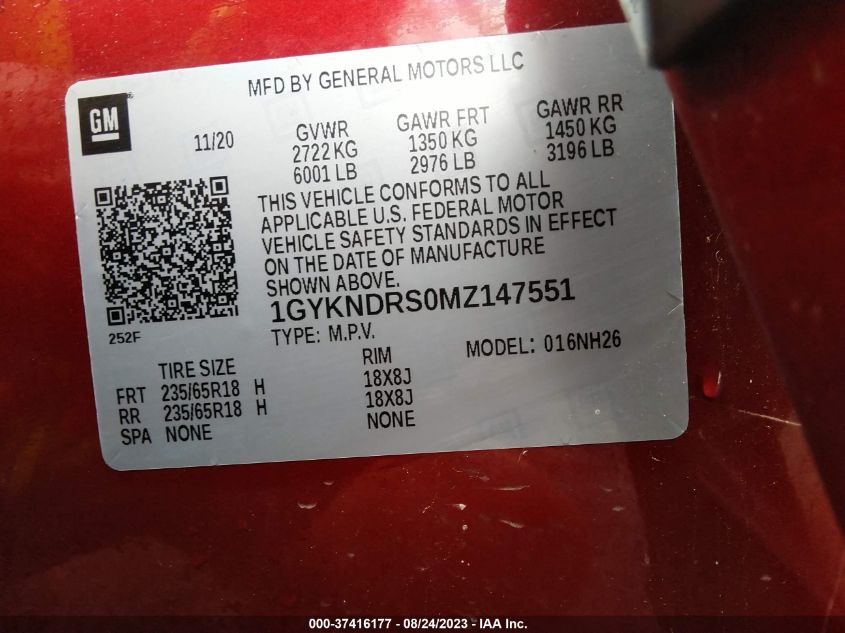 MFD BY GENERAL MOTORS LLC
GM
11/20
GVWR
2722 KG
6001 LB
GAWR FRT
1350 KG
2976 LB
GAWR RR
1450 KG
3196 LB
THIS VEHICLE CONFORMS TO ALL
APPLICABLE U.S. FEDERAL MOTOR
VEHICLE SAFETY STANDARDS IN EFFECT
ON THE DATE OF MANUFACTURE
SHOWN ABOVE.
1GYKNDRS0MZ147551
TYPE: M.P.V.
252F
MODEL: 016NH26
TIRE SIZE RIM
FRT 235/65R18 H 18X8J
RR 235/65R18 H 18X8J
SPA NONE NONE
000-37416177 - 08/24/2023 - IAA Inc.